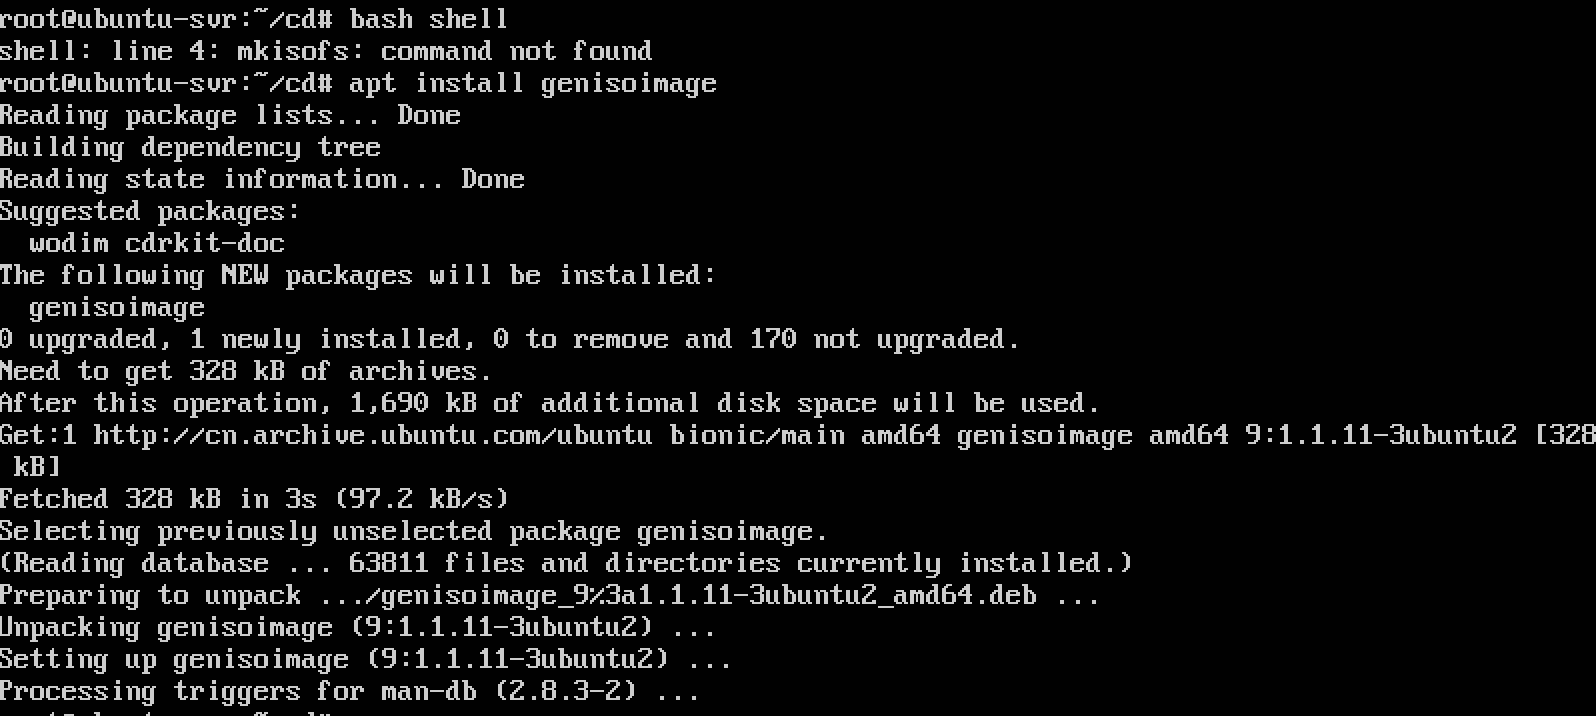 root@ubuntu-svr:~/cd# bash shell
shell: line 4: mkisofs: command not found
root@ubuntu-svr:~/cd# apt install genisoimage
Reading package lists... Done
Building dependency tree
Reading state information... Done
Suggested packages:
  wodim cdrkit-doc
The following NEW packages will be installed:
  genisoimage
0 upgraded, 1 newly installed, 0 to remove and 170 not upgraded.
Need to get 328 kB of archives.
After this operation, 1,690 kB of additional disk space will be used.
Get:1 http://cn.archive.ubuntu.com/ubuntu bionic/main amd64 genisoimage amd64 9:1.1.11-3ubuntu2 [328
 kB]
Fetched 328 kB in 3s (97.2 kB/s)
Selecting previously unselected package genisoimage.
(Reading database ... 63811 files and directories currently installed.)
Preparing to unpack .../genisoimage_9%3a1.1.11-3ubuntu2_amd64.deb ...
Unpacking genisoimage (9:1.1.11-3ubuntu2) ...
Setting up genisoimage (9:1.1.11-3ubuntu2) ...
Processing triggers for man-db (2.8.3-2) ...